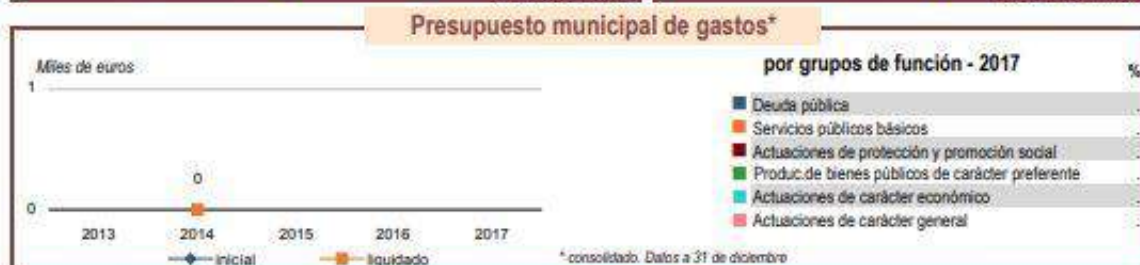 Presupuesto municipal de gastos*
Miles de euros
1
0
0
2013 2014 2015 2016 2017
inicial liquidado
por grupos de función - 2017 %
Deuda pública
Servicios públicos básicos
Actuaciones de protección y promoción social
Produc.de bienes públicos de carácter preferente
Actuaciones de carácter económico
Actuaciones de carácter general
* consolidado. Datos a 31 de diciembre